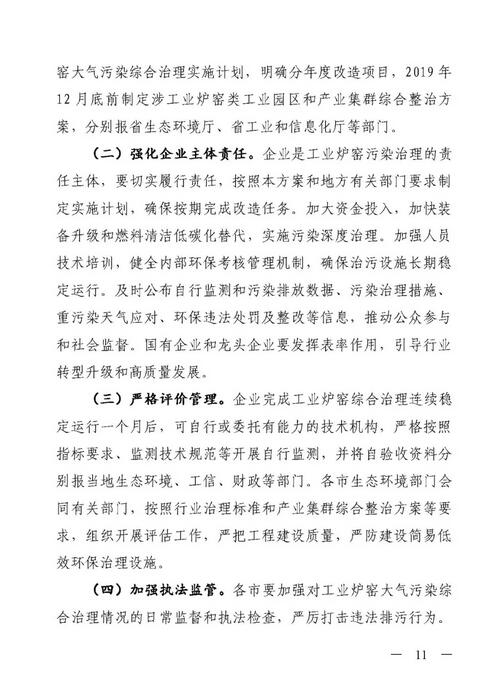 窑大气污染综合治理实施计划，明确分年度改造项目，2019 年
12 月底前制定涉工业炉窑类工业园区和产业集群综合整治方
案，分别报省生态环境厅、省工业和信息化厅等部门。
（二）强化企业主体责任。企业是工业炉窑污染治理的责
任主体，要切实履行责任，按照本方案和地方有关部门要求制
定实施计划，确保按期完成改造任务。加大资金投入，加快装
备升级和燃料清洁低碳化替代，实施污染深度治理。加强人员
技术培训，健全内部环保考核管理机制，确保治污设施长期稳
定运行。及时公布自行监测和污染排放数据、污染治理措施、
重污染天气应对、环保违法处罚及整改等信息，推动公众参与
和社会监督。国有企业和龙头企业要发挥表率作用，引导行业
转型升级和高质量发展。
（三）严格评价管理。企业完成工业炉窑综合治理连续稳
定运行一个月后，可自行或委托有能力的技术机构，严格按照
指标要求、监测技术规范等开展自行监测，并将自验收资料分
别报当地生态环境、工信、财政等部门。各市生态环境部门会
同有关部门，按照行业治理标准和产业集群综合整治方案等要
求，组织开展评估工作，严把工程建设质量，严防建设简易低
效环保治理设施。
（四）加强执法监管。各市要加强对工业炉窑大气污染综
合治理情况的日常监督和执法检查，严厉打击违法排污行为。
— 11 —